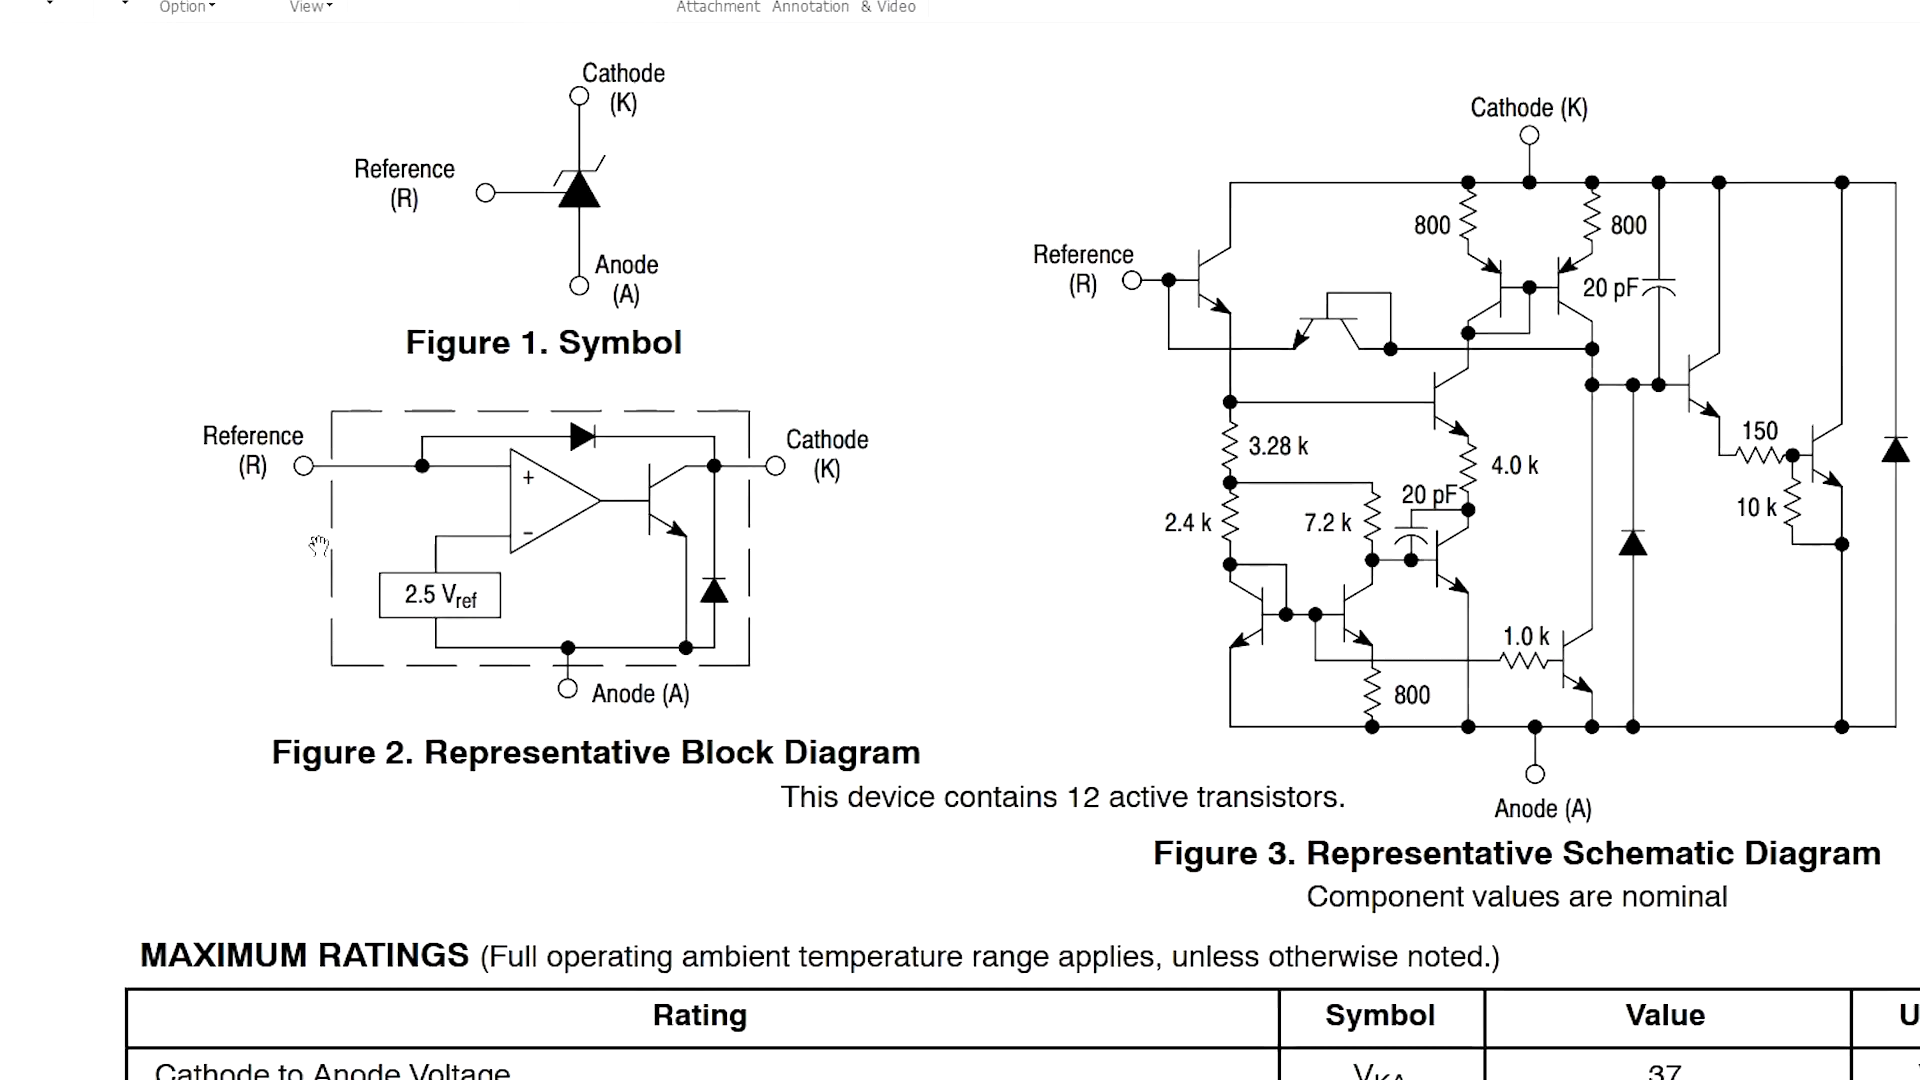 Option
View
Attachment Annotation & Video
Cathode
(K)
Reference
(R)
Anode
(A)
Figure 1. Symbol
Reference
(R)
Cathode
(K)
+
–
2.5 Vref
Anode (A)
Figure 2. Representative Block Diagram
Cathode (K)
800
800
Reference
(R)
20 pF
150
3.28 k
4.0 k
20 pF
2.4 k
7.2 k
10 k
1.0 k
800
Anode (A)
This device contains 12 active transistors.
Figure 3. Representative Schematic Diagram
Component values are nominal
MAXIMUM RATINGS (Full operating ambient temperature range applies, unless otherwise noted.)
Rating
Symbol
Value
Cathode to Anode Voltage
VKA
37